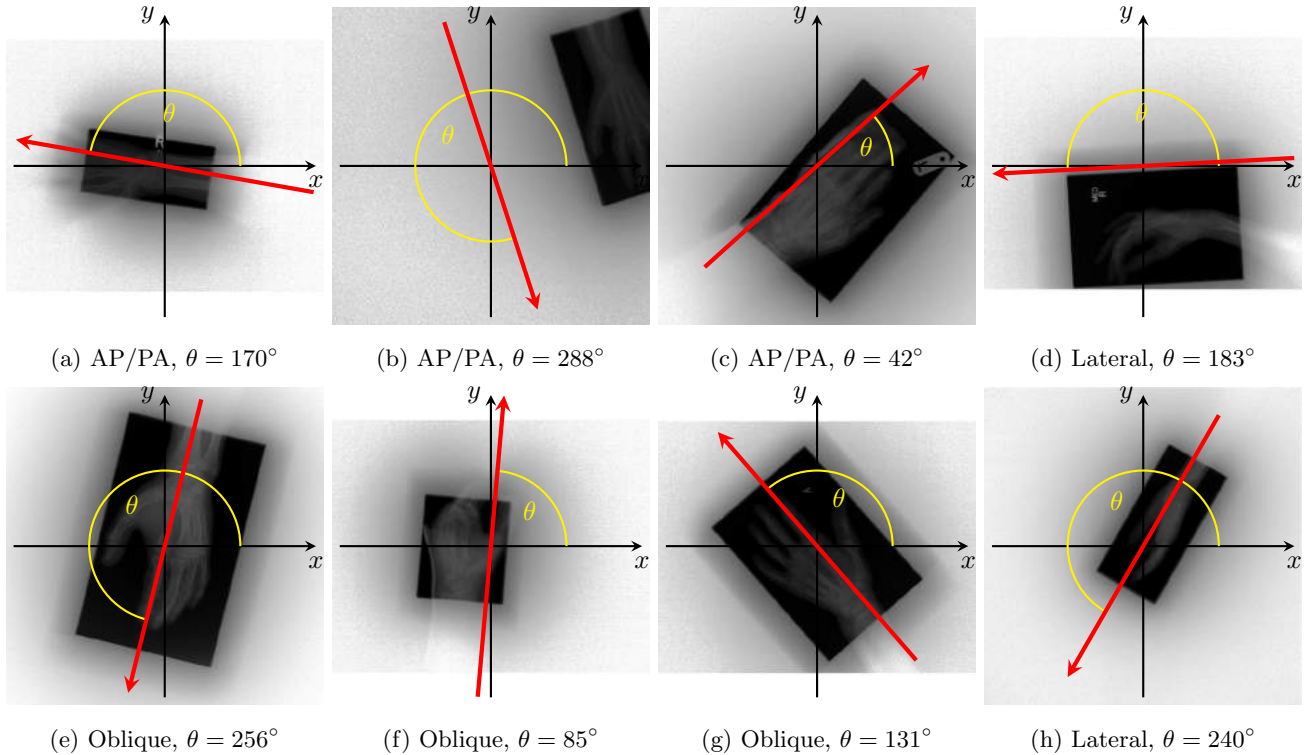 y
θ
x
y
θ
x
y
θ
x
y
θ
x
(a) AP/PA, θ = 170°
(b) AP/PA, θ = 288°
(c) AP/PA, θ = 42°
(d) Lateral, θ = 183°
y
θ
x
y
θ
x
y
θ
x
y
θ
x
(e) Oblique, θ = 256°
(f) Oblique, θ = 85°
(g) Oblique, θ = 131°
(h) Lateral, θ = 240°